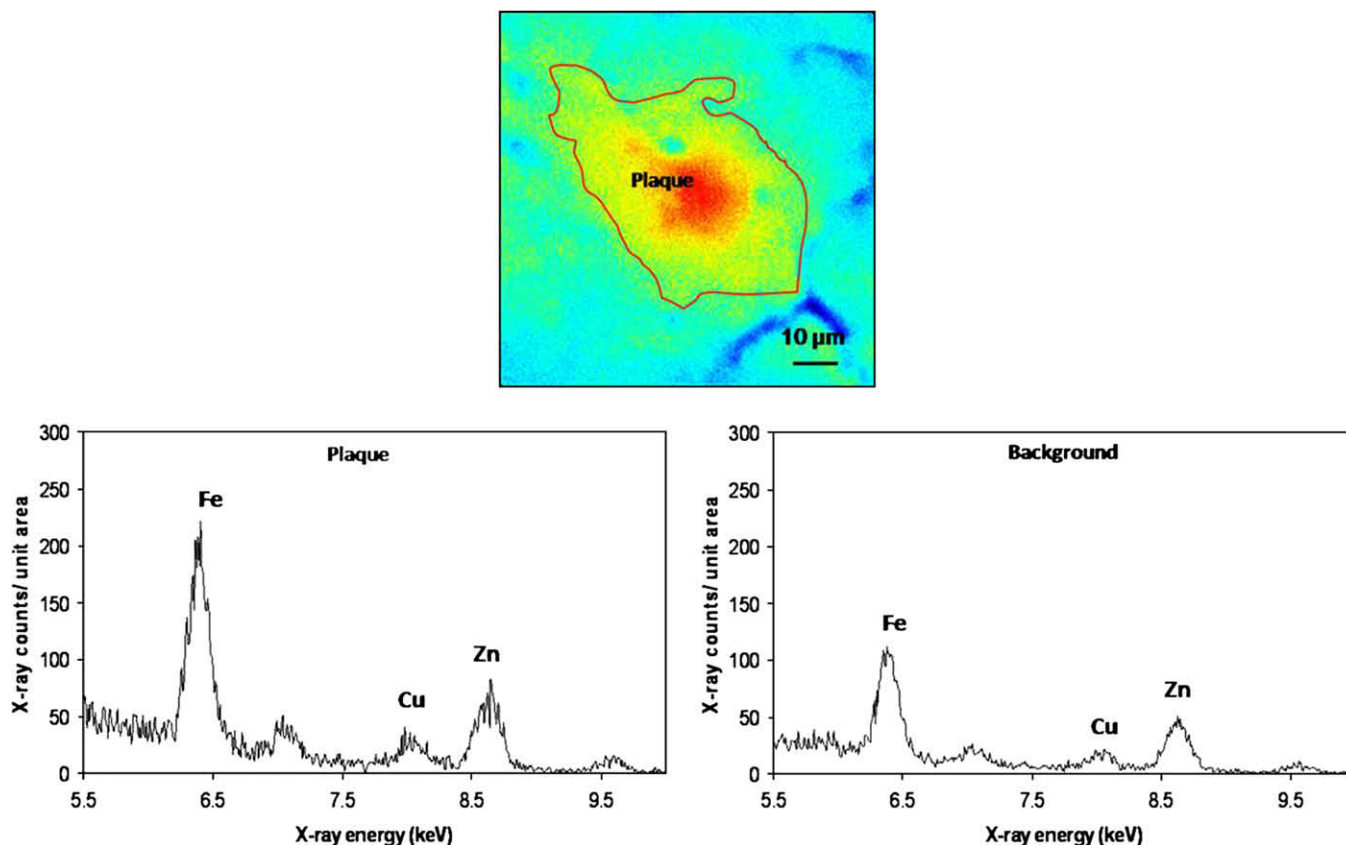 Plaque
10 µm
Plaque
300
250
200
150
100
50
0
Fe
Cu
Zn
5.5 6.5 7.5 8.5 9.5
X-ray energy (keV)
X-ray counts/ unit area
Background
300
250
200
150
100
50
0
Fe
Cu
Zn
5.5 6.5 7.5 8.5 9.5
X-ray energy (keV)
X-ray counts/ unit area